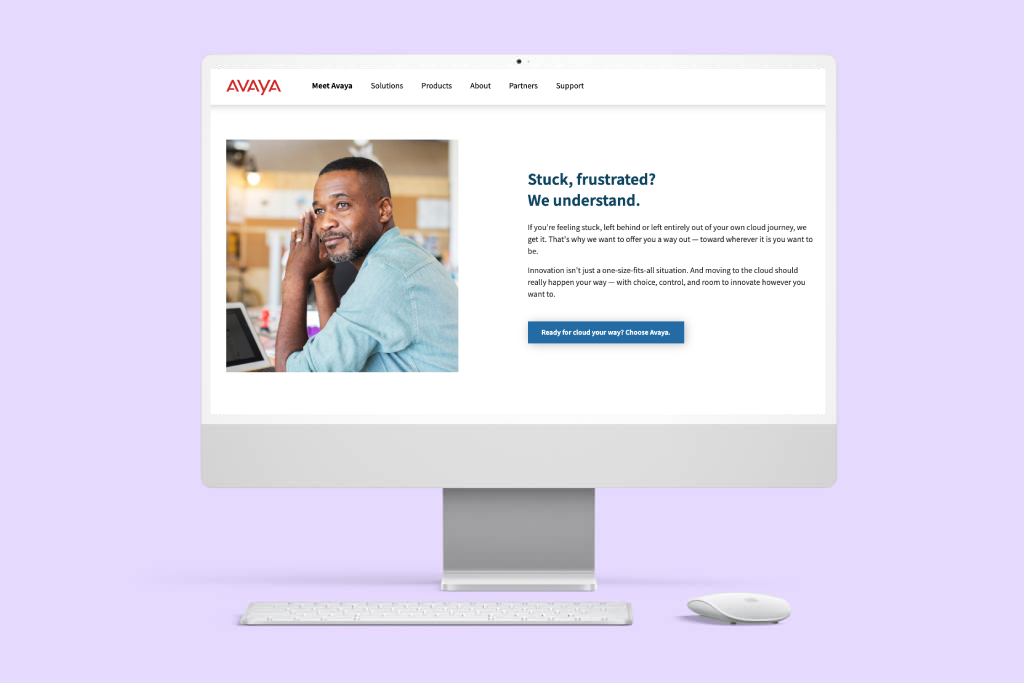 AVAYA
Meet Avaya Solutions Products About Partners Support
Stuck, frustrated?
We understand.
If you're feeling stuck, left behind or left entirely out of your own cloud journey, we
get it. That's why we want to offer you a way out — toward wherever it is you want to
be.
Innovation isn't just a one-size-fits-all situation. And moving to the cloud should
really happen your way — with choice, control, and room to innovate however you
want to.
Ready for cloud your way? Choose Avaya.